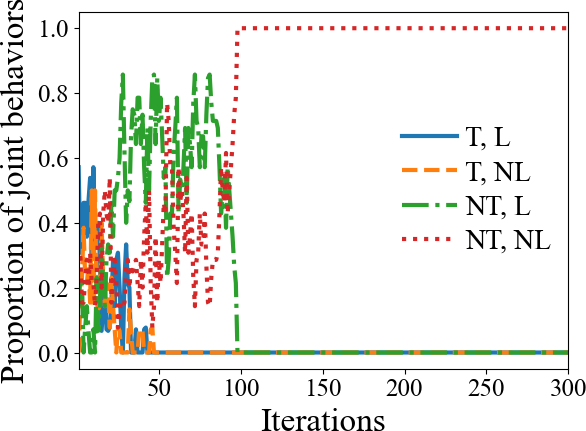 Proportion of joint behaviors
1.0
0.8
0.6
0.4
0.2
0.0
T, L
T, NL
NT, L
NT, NL
50 100 150 200 250 300
Iterations